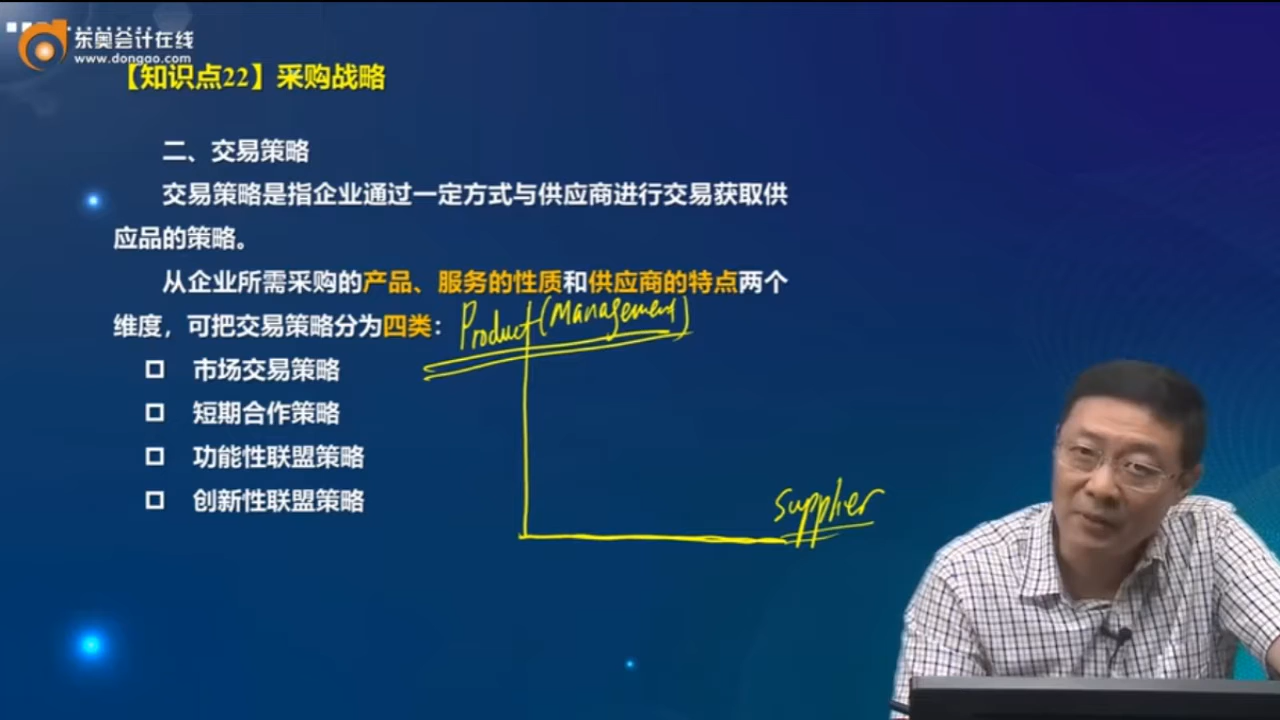 东奥会计在线
www.dongao.com
【知识点22】采购战略
二、交易策略
交易策略是指企业通过一定方式与供应商进行交易获取供
应品的策略。
从企业所需采购的产品、服务的性质和供应商的特点两个
维度，可把交易策略分为四类：
Product (Management)
市场交易策略
短期合作策略
功能性联盟策略
创新性联盟策略
Supplier